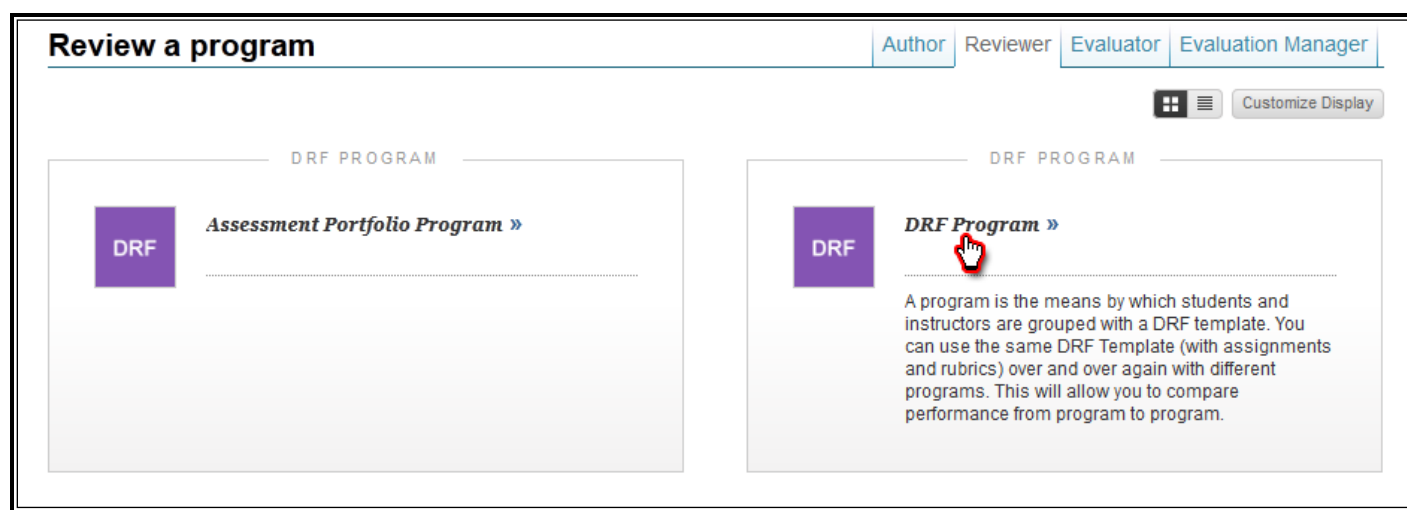 Review a program
Author Reviewer Evaluator Evaluation Manager
Customize Display
DRF PROGRAM
DRF
Assessment Portfolio Program »
DRF PROGRAM
DRF
DRF Program »
A program is the means by which students and
instructors are grouped with a DRF template. You
can use the same DRF Template (with assignments
and rubrics) over and over again with different
programs. This will allow you to compare
performance from program to program.